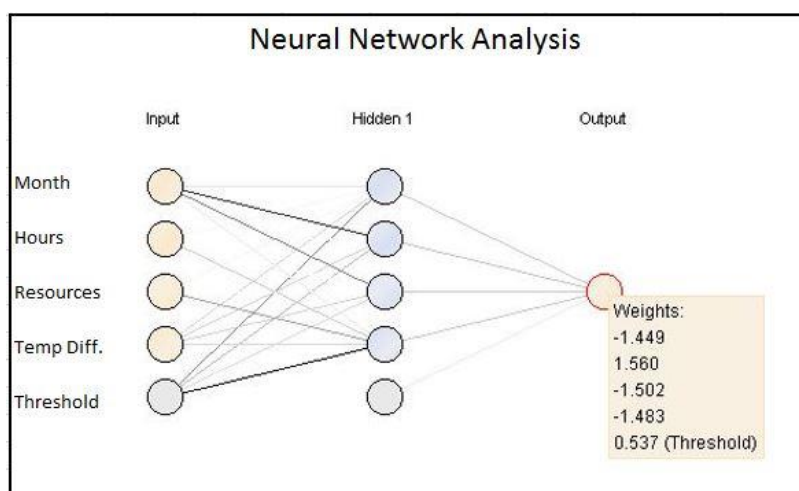 Neural Network Analysis
Input Hidden 1 Output
Month
Hours
Resources
Temp Diff.
Threshold
Weights:
-1.449
1.560
-1.502
-1.483
0.537 (Threshold)